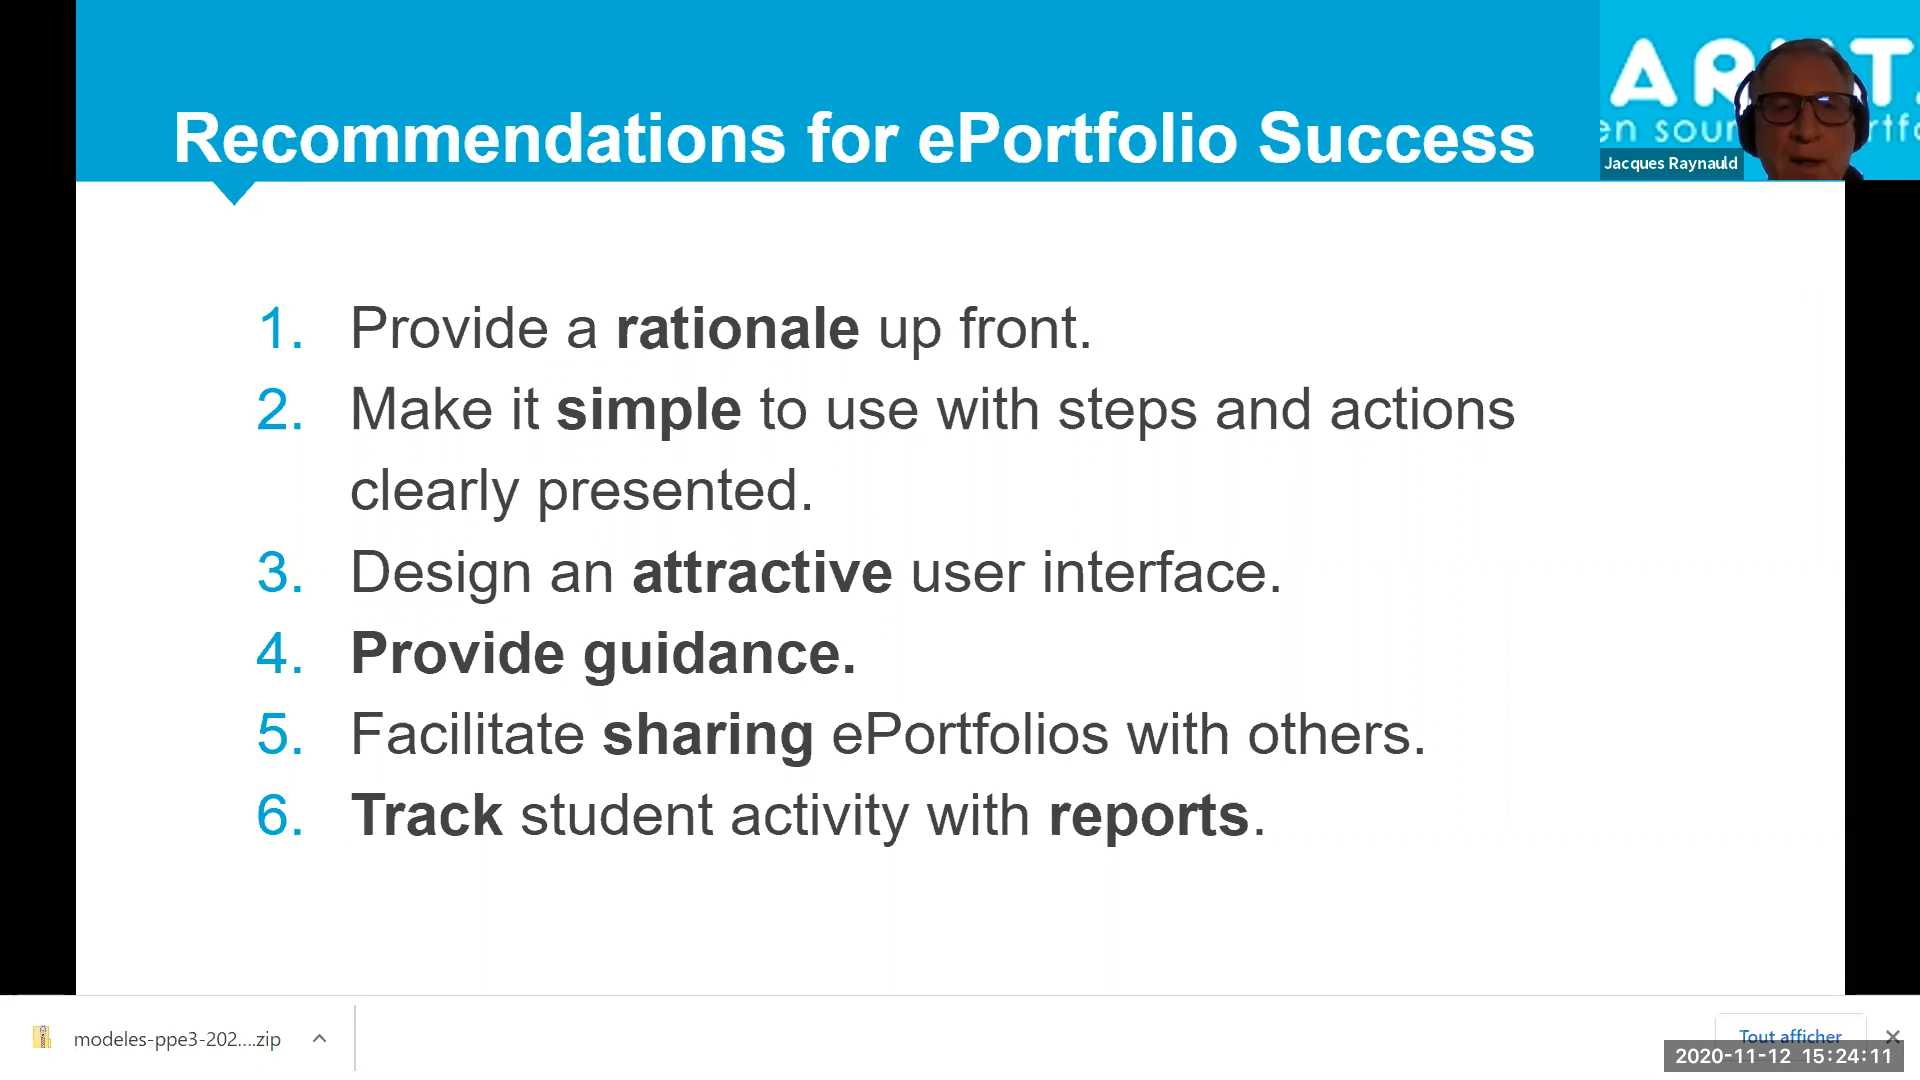 Recommendations for ePortfolio Success
Jacques Raynauld
1. Provide a rationale up front.
2. Make it simple to use with steps and actions
clearly presented.
3. Design an attractive user interface.
4. Provide guidance.
5. Facilitate sharing ePortfolios with others.
6. Track student activity with reports.
modeles-ppe3-202....zip
Tout afficher
2020-11-12 15:24:11